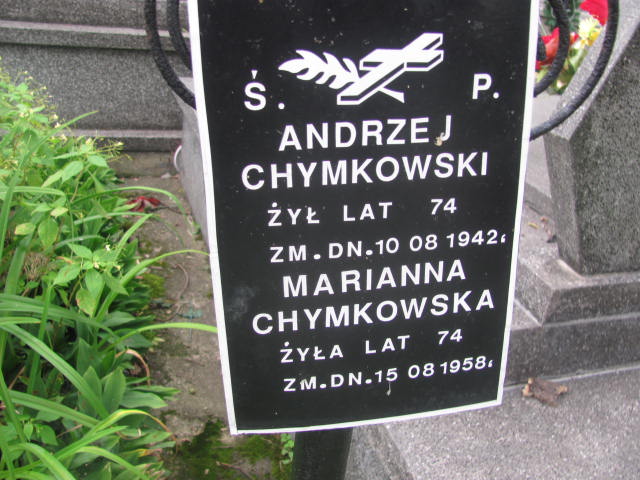 Ś. P.
ANDRZEJ
CHYMKOWSKI
ŻYŁ LAT 74
ZM. DN. 10 08 1942.
MARIANNA
CHYMKOWSKA
ŻYŁA LAT 74
ZM. DN. 15 08 1958.